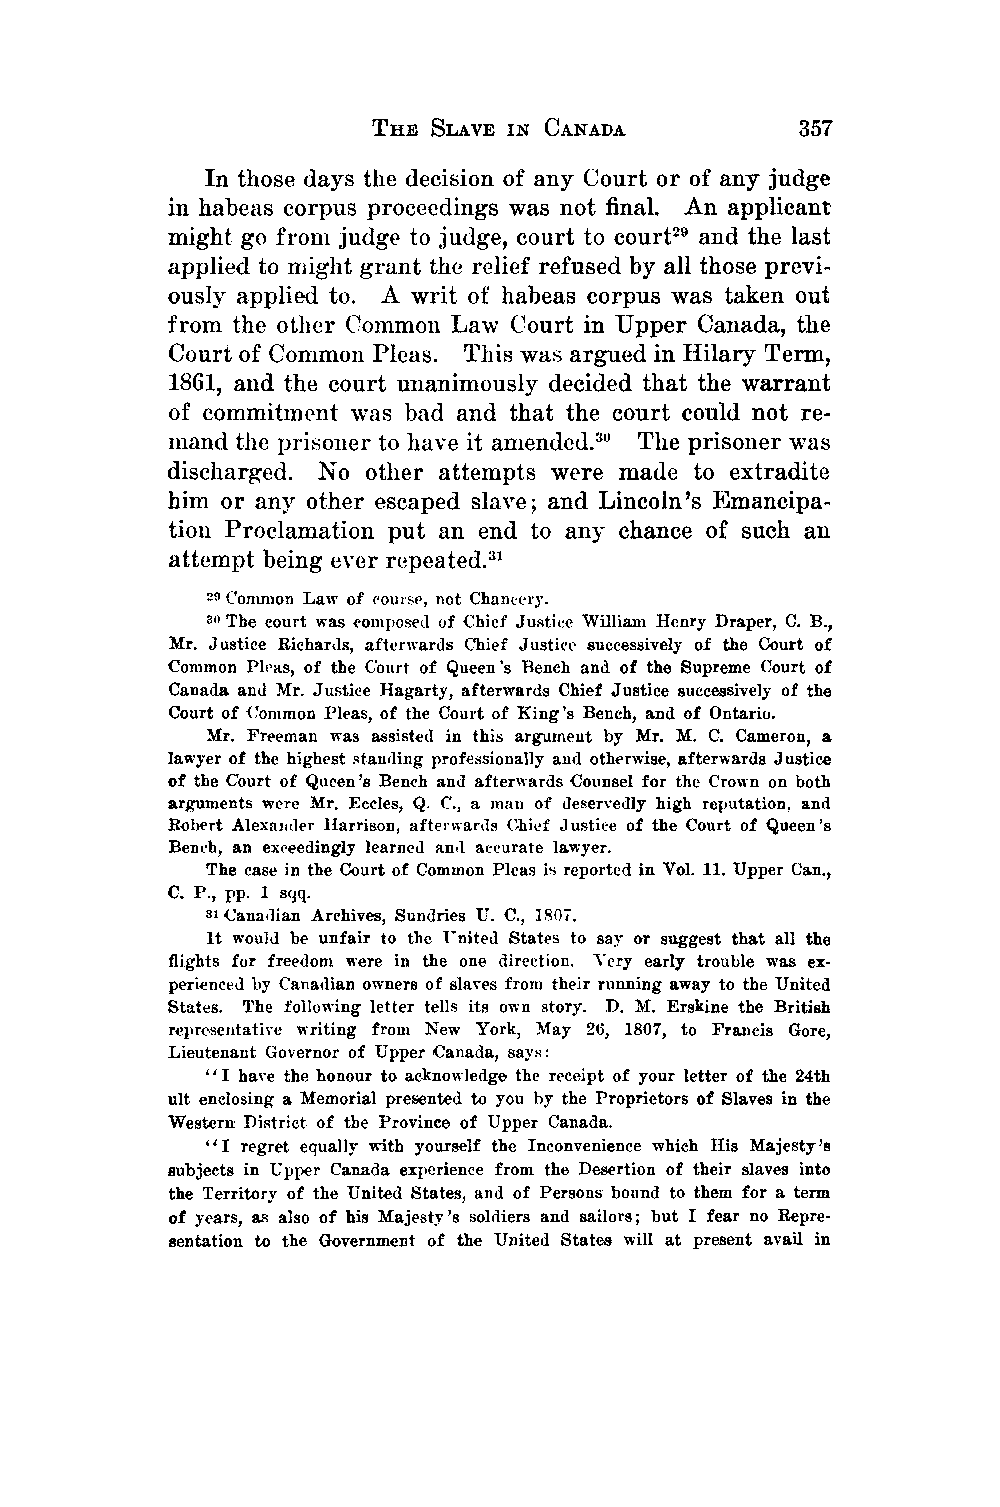 THE SLAVE IN CANADA 357
In those days the decision of any Court or of any judge
in habeas corpus proceedings was not final. An applicant
might go from judge to judge, court to court²⁹ and the last
applied to might grant the relief refused by all those previ-
ously applied to. A writ of habeas corpus was taken out
from the other Common Law Court in Upper Canada, the
Court of Common Pleas. This was argued in Hilary Term,
1861, and the court unanimously decided that the warrant
of commitment was bad and that the court could not re-
mand the prisoner to have it amended.³⁰ The prisoner was
discharged. No other attempts were made to extradite
him or any other escaped slave; and Lincoln's Emancipa-
tion Proclamation put an end to any chance of such an
attempt being ever repeated.³¹
²⁹ Common Law of course, not Chancery.
³⁰ The court was composed of Chief Justice William Henry Draper, C. B.,
Mr. Justice Richards, afterwards Chief Justice successively of the Court of
Common Pleas, of the Court of Queen's Bench and of the Supreme Court of
Canada and Mr. Justice Hagarty, afterwards Chief Justice successively of the
Court of Common Pleas, of the Court of King's Bench, and of Ontario.
Mr. Freeman was assisted in this argument by Mr. M. C. Cameron, a
lawyer of the highest standing professionally and otherwise, afterwards Justice
of the Court of Queen's Bench and afterwards Counsel for the Crown on both
arguments were Mr. Eccles, Q. C., a man of deservedly high reputation, and
Robert Alexander Harrison, afterwards Chief Justice of the Court of Queen's
Bench, an exceedingly learned and accurate lawyer.
The case in the Court of Common Pleas is reported in Vol. 11. Upper Can.,
C. P., pp. 1 sqq.
³¹ Canadian Archives, Sundries U. C., 1807.
It would be unfair to the United States to say or suggest that all the
flights for freedom were in the one direction. Very early trouble was ex-
perienced by Canadian owners of slaves from their running away to the United
States. The following letter tells its own story. D. M. Erskine the British
representative writing from New York, May 26, 1807, to Francis Gore,
Lieutenant Governor of Upper Canada, says:
"I have the honour to acknowledge the receipt of your letter of the 24th
ult enclosing a Memorial presented to you by the Proprietors of Slaves in the
Western District of the Province of Upper Canada.
"I regret equally with yourself the Inconvenience which His Majesty's
subjects in Upper Canada experience from the Desertion of their slaves into
the Territory of the United States, and of Persons bound to them for a term
of years, as also of his Majesty's soldiers and sailors; but I fear no Repre-
sentation to the Government of the United States will at present avail in